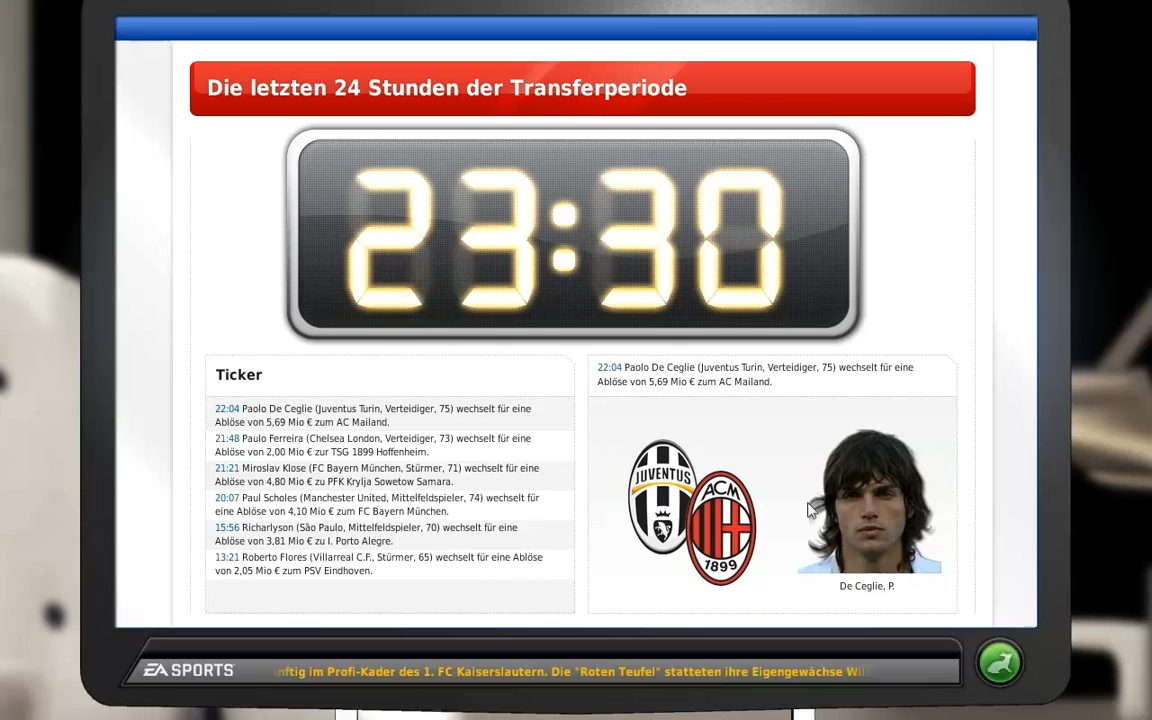 Die letzten 24 Stunden der Transferperiode
23:30
Ticker
22:04 Paolo De Ceglie (Juventus Turin, Verteidiger, 75) wechselt für eine
Ablöse von 5,69 Mio € zum AC Mailand.
21:48 Paulo Ferreira (Chelsea London, Verteidiger, 73) wechselt für eine
Ablöse von 2,00 Mio € zur TSG 1899 Hoffenheim.
21:21 Miroslav Klose (FC Bayern München, Stürmer, 71) wechselt für eine
Ablöse von 4,80 Mio € zu PFK Krylja Sowetow Samara.
20:07 Paul Scholes (Manchester United, Mittelfeldspieler, 74) wechselt für
eine Ablöse von 4,10 Mio € zum FC Bayern München.
15:56 Richarlyson (São Paulo, Mittelfeldspieler, 70) wechselt für eine
Ablöse von 3,81 Mio € zu I. Porto Alegre.
13:21 Roberto Flores (Villarreal C.F., Stürmer, 65) wechselt für eine Ablöse
von 2,05 Mio € zum PSV Eindhoven.
22:04 Paolo De Ceglie (Juventus Turin, Verteidiger, 75) wechselt für eine
Ablöse von 5,69 Mio € zum AC Mailand.
JUVENTUS
ACM
1899
De Ceglie, P.
EA SPORTS
nftig im Profi-Kader des 1. FC Kaiserslautern. Die "Roten Teufel" statteten ihre Eigengewächse